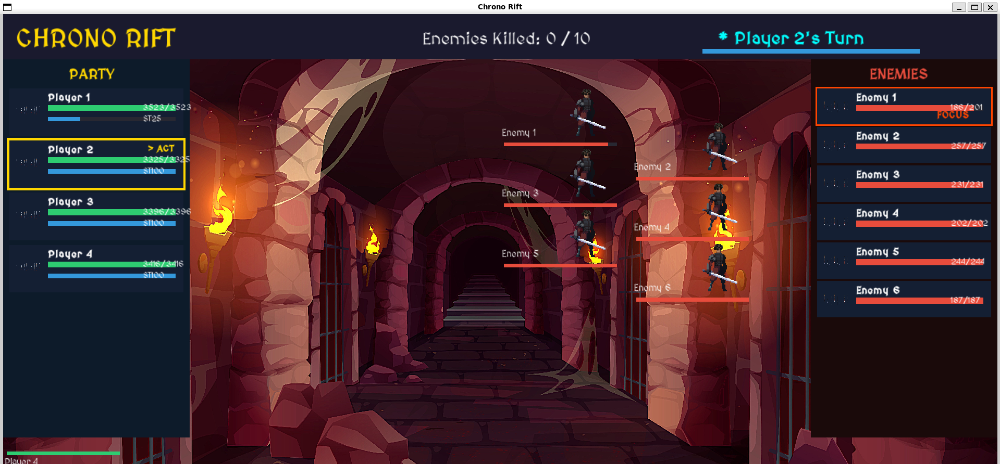 Chrono Rift
CHRONO RIFT
Enemies Killed: 0 / 10
* Player 2's Turn
PARTY
Player 1
3523/3523
ST25
Player 2
> ACT
3325/3325
ST100
Player 3
3396/3396
ST100
Player 4
3416/3416
ST100
Enemy 1
Enemy 2
Enemy 3
Enemy 4
Enemy 5
Enemy 6
ENEMIES
Enemy 1
186/201
FOCUS
Enemy 2
257/257
Enemy 3
231/231
Enemy 4
202/202
Enemy 5
244/244
Enemy 6
187/187
Player 4